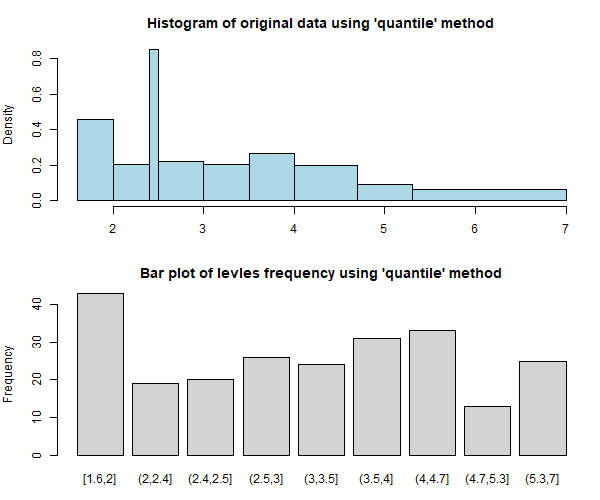 Histogram of original data using 'quantile' method
Density
0.0 0.2 0.4 0.6 0.8
2 3 4 5 6 7
Bar plot of levles frequency using 'quantile' method
Frequency
0 10 20 30 40
[1.6,2] (2,2.4] (2.4,2.5] (2.5,3] (3,3.5] (3.5,4] (4,4.7] (4.7,5.3] (5.3,7]